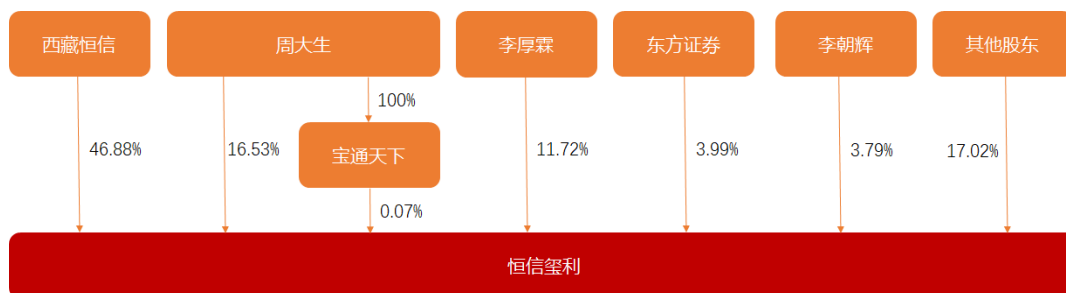 西藏恒信
周大生
李厚霖
东方证券
李朝辉
其他股东
100%
46.88%
16.53%
宝通天下
11.72%
3.99%
3.79%
17.02%
0.07%
恒信玺利